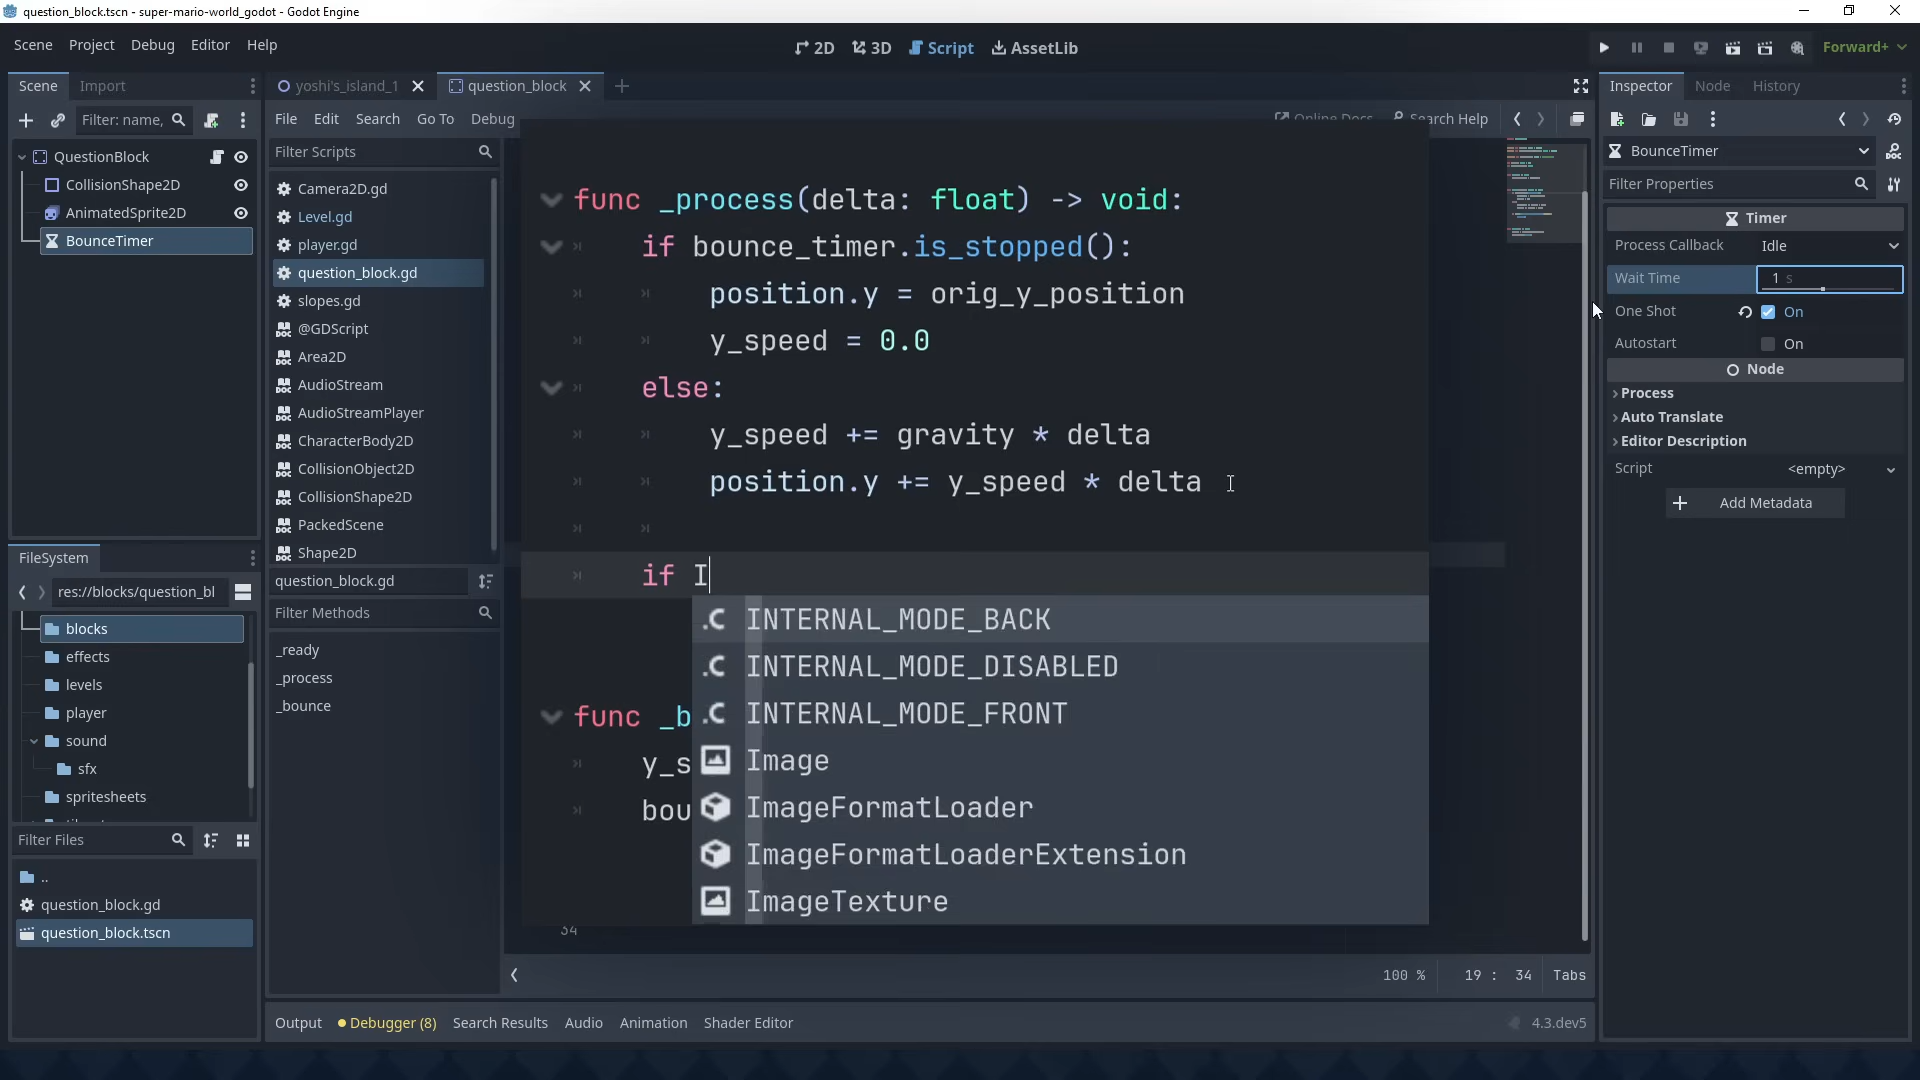 question_block.tscn - super-mario-world_godot - Godot Engine
Scene Project Debug Editor Help
2D 3D Script AssetLib
Forward+
Scene Import
yoshi's_island_1
question_block
Inspector Node History
Filter: name,
File Edit Search Go To Debug
Online Docs Search Help
QuestionBlock
CollisionShape2D
AnimatedSprite2D
BounceTimer
Filter Scripts
Camera2D.gd
Level.gd
player.gd
question_block.gd
slopes.gd
@GDScript
Area2D
AudioStream
AudioStreamPlayer
CharacterBody2D
CollisionObject2D
CollisionShape2D
PackedScene
Shape2D
question_block.gd
Filter Methods
_ready
_process
_bounce
func _process(delta: float) -> void:
if bounce_timer.is_stopped():
position.y = orig_y_position
y_speed = 0.0
else:
y_speed += gravity * delta
position.y += y_speed * delta
if I
INTERNAL_MODE_BACK
INTERNAL_MODE_DISABLED
INTERNAL_MODE_FRONT
Image
ImageFormatLoader
ImageFormatLoaderExtension
ImageTexture
func _b
y_s
bou
34
100 % 19 : 34 Tabs
BounceTimer
Filter Properties
Timer
Process Callback Idle
Wait Time 1 s
One Shot On
Autostart On
Node
Process
Auto Translate
Editor Description
Script <empty>
Add Metadata
FileSystem
res://blocks/question_bl
blocks
effects
levels
player
sound
sfx
spritesheets
Filter Files
..
question_block.gd
question_block.tscn
Output Debugger (8) Search Results Audio Animation Shader Editor
4.3.dev5